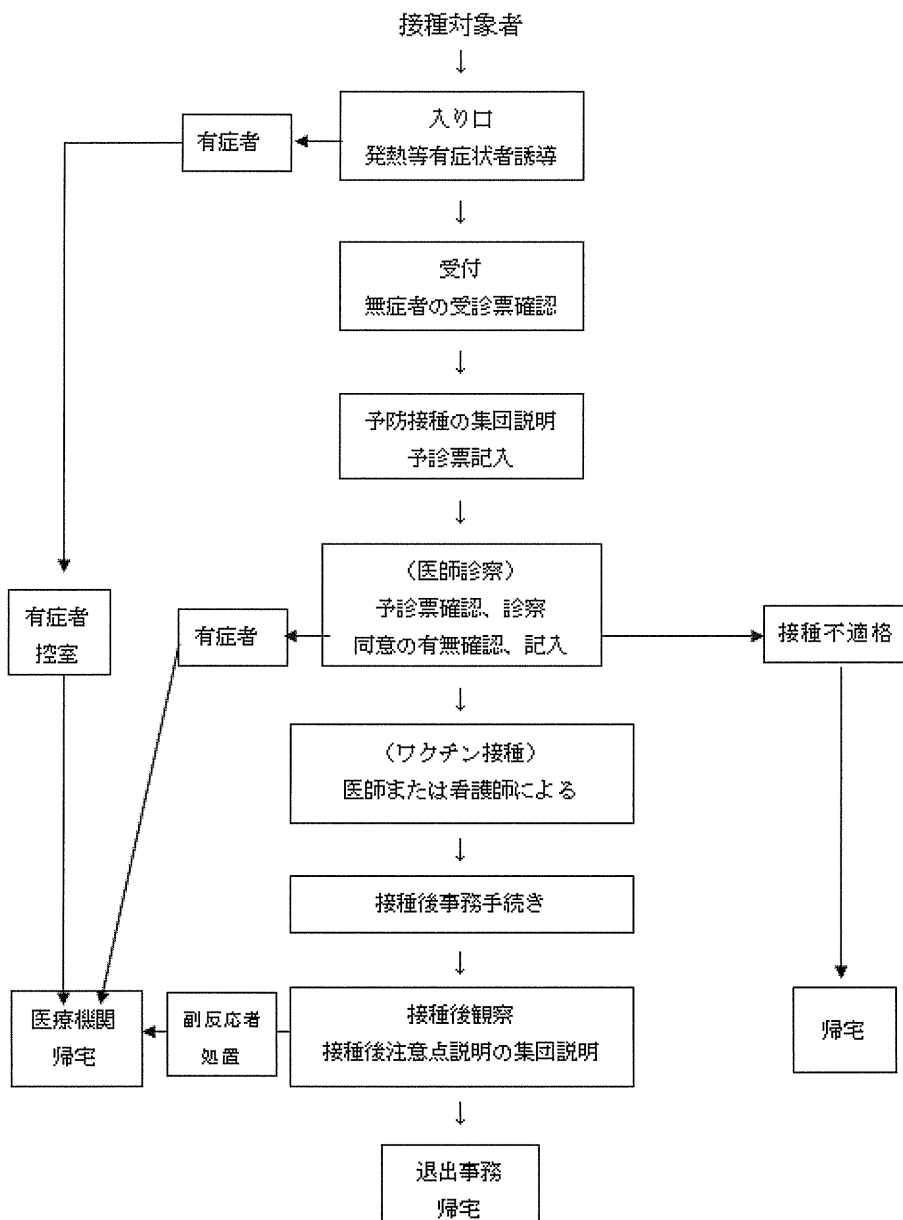 接種対象者
↓
入り口
発熱等有症状者誘導
有症者
↓
受付
無症者の受診票確認
↓
予防接種の集団説明
予診票記入
↓
（医師診察）
予診票確認、診察
同意の有無確認、記入
有症者
有症者
控室
接種不適格
↓
（ワクチン接種）
医師または看護師による
↓
接種後事務手続き
↓
接種後観察
接種後注意点説明の集団説明
副反応者
処置
医療機関
帰宅
帰宅
↓
退出事務
帰宅